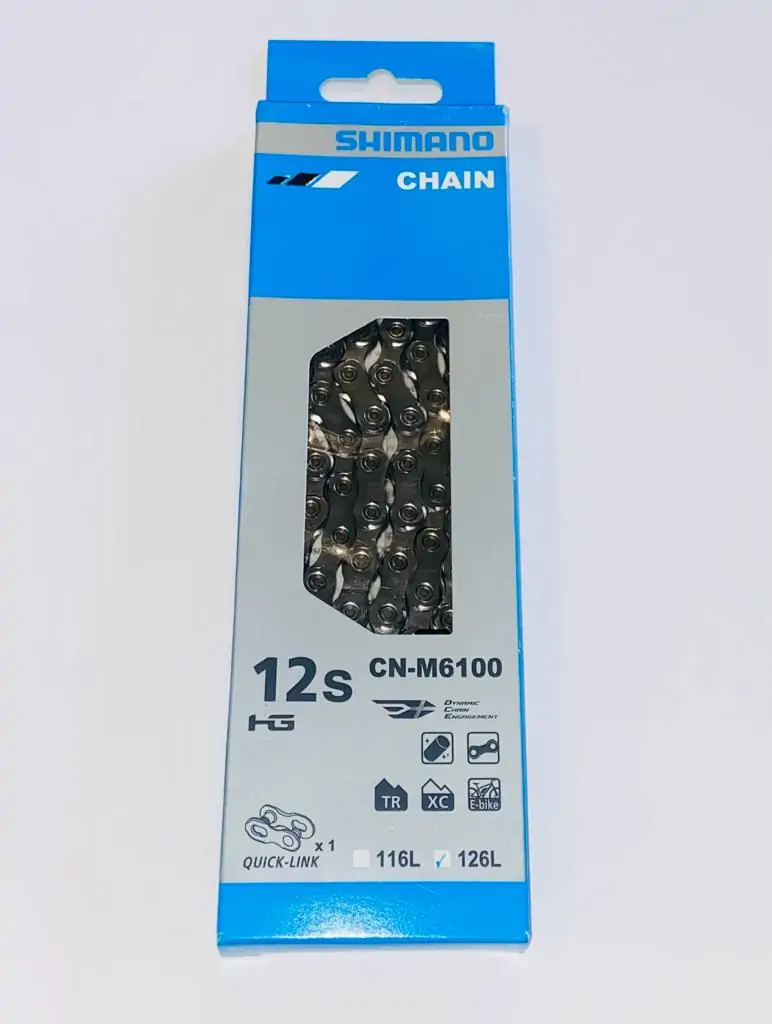 SHIMANO
CHAIN
12s
CN-M6100
HG
DYNAMIC
CHAIN
ENGAGEMENT
TR
XC
E-bike
x 1
QUICK-LINK
116L
126L